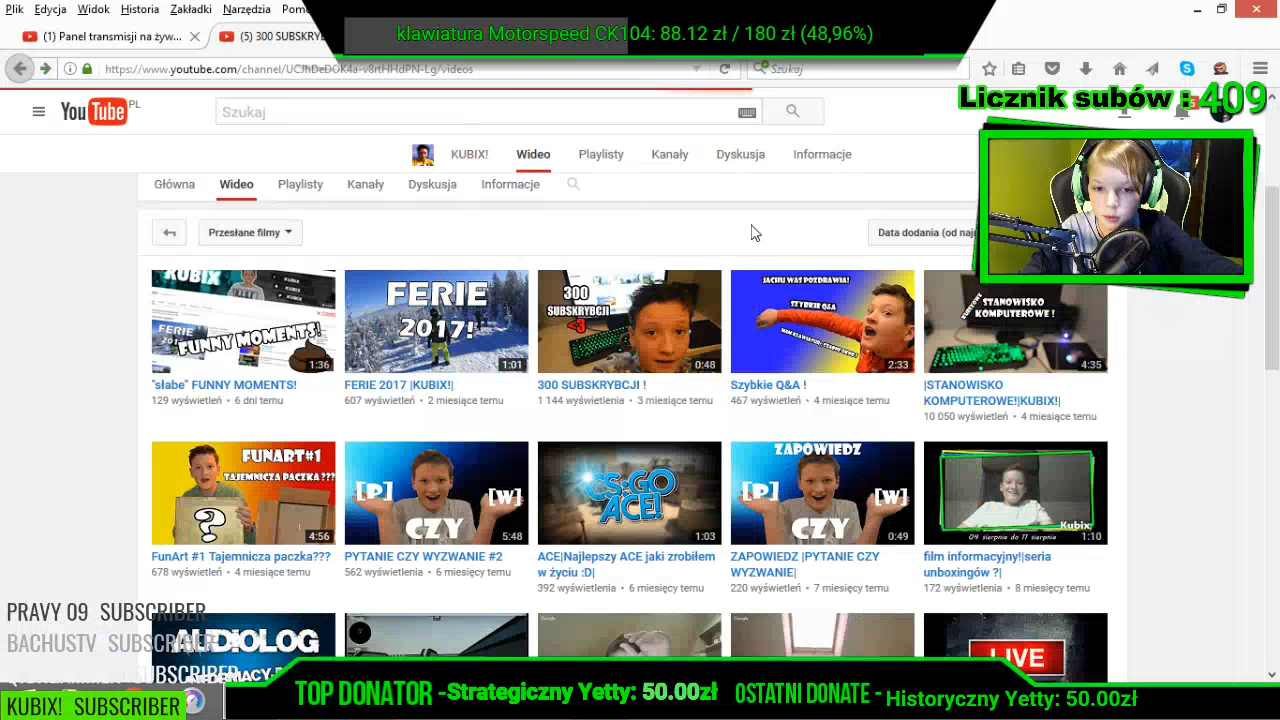 Plik Edycja Widok Historia Zakładki Narzędzia
klawiatura Motorspeed CK104: 88.12 zł / 180 zł (48,96%)
(1) Panel transmisji na żyw...
(5) 300 SUBSKRY
Szukaj
Licznik subów : 409
YouTube PL
Szukaj
KUBIX! Wideo Playlisty Kanały Dyskusja Informacje
Główna Wideo Playlisty Kanały Dyskusja Informacje
Przesłane filmy
Data dodania (od naj
KUBIX
FERIE
FUNNY MOMENTS!
1:36
FERIE
2017!
1:01
300
SUBSKRYBCJI
<3
0:48
JACHU WAS POZDRAWIA!
SZYBKIE Q&A
2:33
STANOWISKO
KOMPUTEROWE !
4:35
"słabe" FUNNY MOMENTS!
129 wyświetleń • 6 dni temu
FERIE 2017 |KUBIX!|
607 wyświetleń • 2 miesiące temu
300 SUBSKRYBCJI !
1 144 wyświetlenia • 3 miesiące temu
Szybkie Q&A !
467 wyświetleń • 4 miesiące temu
|STANOWISKO
KOMPUTEROWE!|KUBIX!|
10 050 wyświetleń • 4 miesiące temu
FUNART#1
TAJEMNICZA PACZKA ???
?
4:56
[P] [W]
CZY
5:48
CS:GO
ACE!
1:03
ZAPOWIEDZ
[P] [W]
CZY
0:49
Kubix
04 sierpnia do 11 sierpnia
1:10
FunArt #1 Tajemnicza paczka???
678 wyświetleń • 4 miesiące temu
PYTANIE CZY WYZWANIE #2
562 wyświetlenia • 6 miesięcy temu
ACE|Najlepszy ACE jaki zrobiłem
w życiu :D|
392 wyświetlenia • 6 miesięcy temu
ZAPOWIEDZ |PYTANIE CZY
WYZWANIE|
220 wyświetleń • 7 miesięcy temu
film informacyjny!|seria
unboxingów ?|
172 wyświetlenia • 8 miesięcy temu
PRAVY 09 SUBSCRIBER
BACHUSTV SUBSCRIBER
SUBSCRIBER
KUBIX! SUBSCRIBER
LIVE
TOP DONATOR -Strategiczny Yetty: 50.00zł
OSTATNI DONATE - Historyczny Yetty: 50.00zł